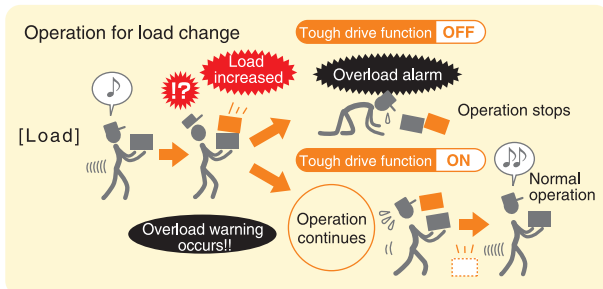 Operation for load change
Tough drive function OFF
!?
Load
increased
Overload alarm
Operation stops
[Load]
Tough drive function ON
Normal
operation
Overload warning
occurs!!
Operation
continues